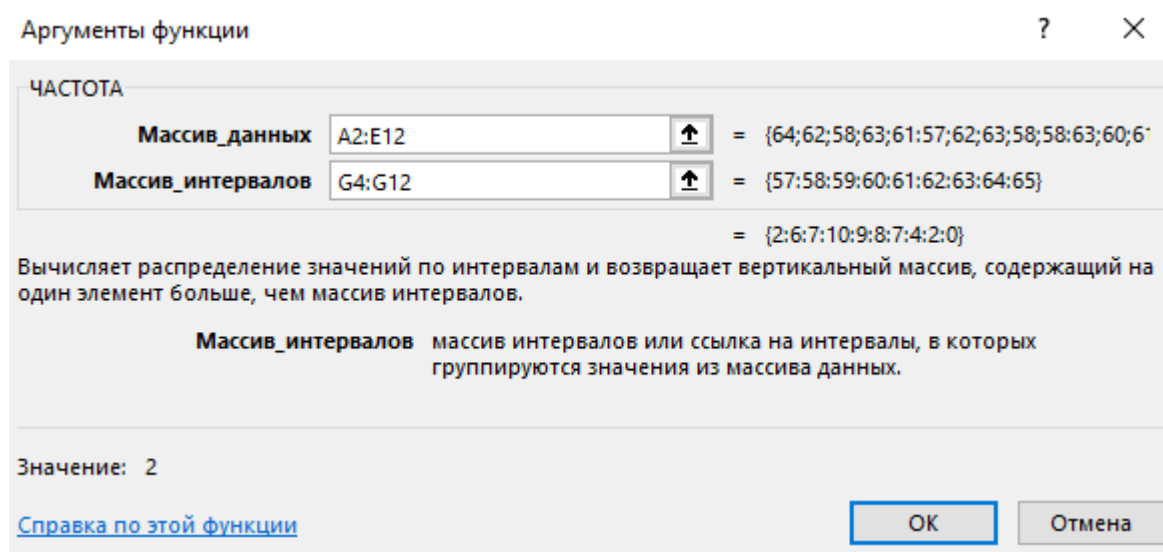 Аргументы функции ? ×
ЧАСТОТА
Массив_данных A2:E12 = {64;62;58;63;61:57;62;63;58;58:63;60;61
Массив_интервалов G4:G12 = {57:58:59:60:61:62:63:64:65}
= {2:6:7:10:9:8:7:4:2:0}
Вычисляет распределение значений по интервалам и возвращает вертикальный массив, содержащий на
один элемент больше, чем массив интервалов.
Массив_интервалов массив интервалов или ссылка на интервалы, в которых
группируются значения из массива данных.
Значение: 2
Справка по этой функции ОК Отмена